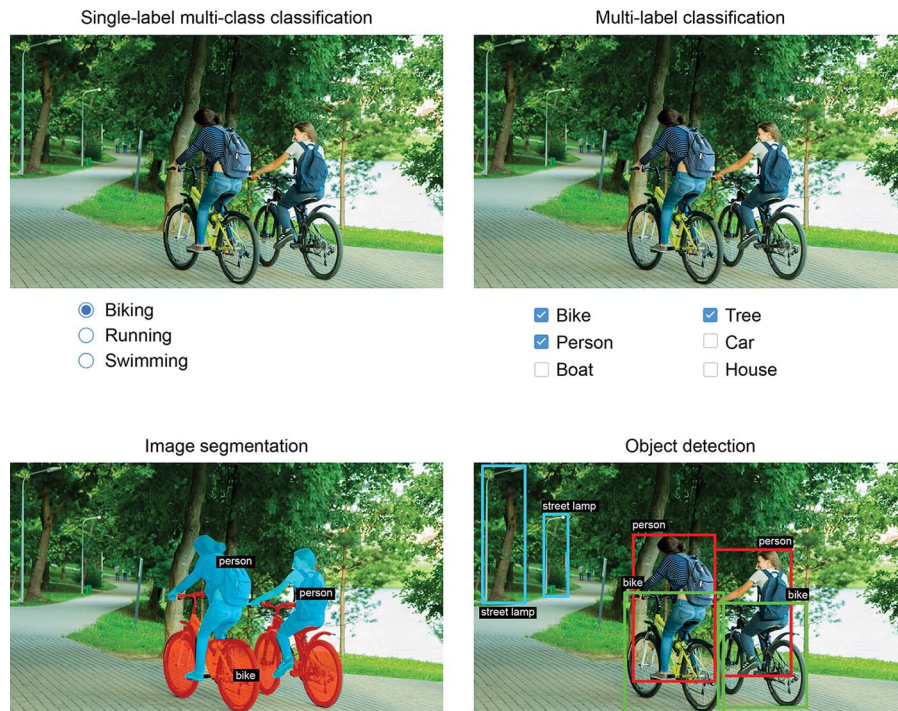 Single-label multi-class classification
Multi-label classification
Biking
Running
Swimming
Bike
Tree
Person
Car
Boat
House
Image segmentation
Object detection
person
person
bike
street lamp
person
person
bike
bike
street lamp